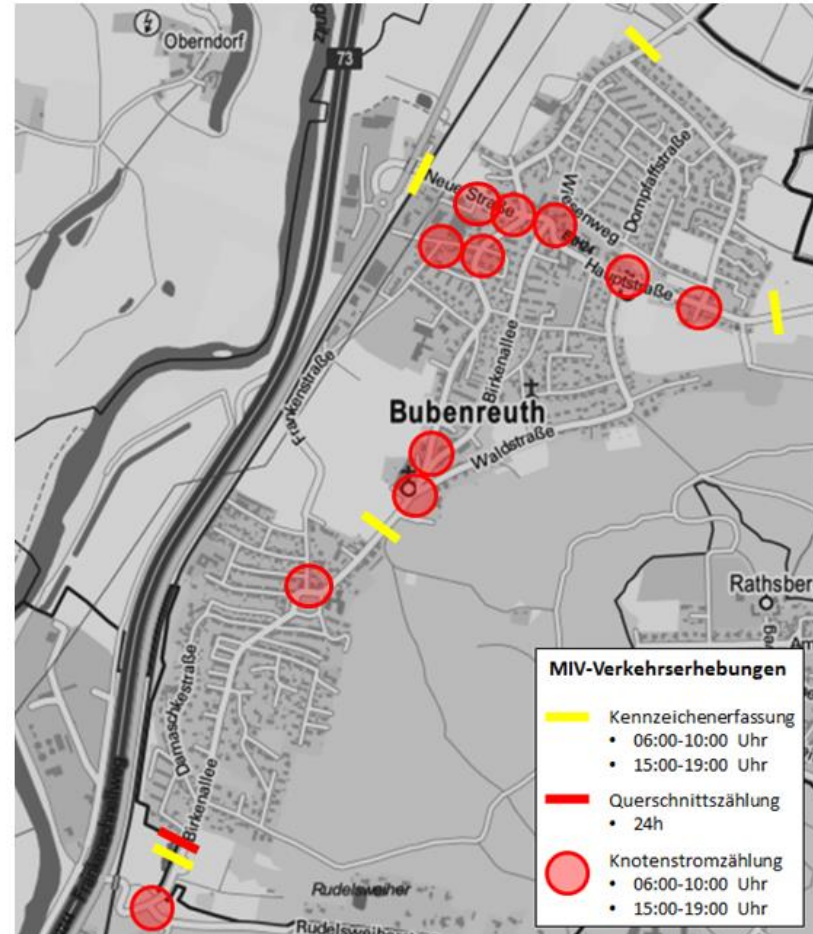 Oberndorf
73
Neue Straße
Wiesenweg
Dompfaffstraße
Hauptstraße
Birkenallee
Frankenstraße
Bubenreuth
Waldstraße
Rathsber
Damaschkestraße
Birkenallee
Rudelsweiher
Rudelsweiher
MIV-Verkehrserhebungen
Kennzeichenerfassung
• 06:00-10:00 Uhr
• 15:00-19:00 Uhr
Querschnittszählung
• 24h
Knotenstromzählung
• 06:00-10:00 Uhr
• 15:00-19:00 Uhr